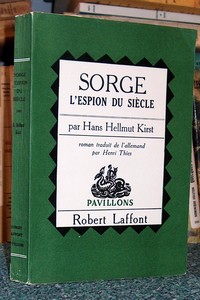 SORGE
L'ESPION DU SIÈCLE
par Hans Hellmut Kirst
roman traduit de l'allemand
par Henri Thies
PAVILLONS
Robert Laffont